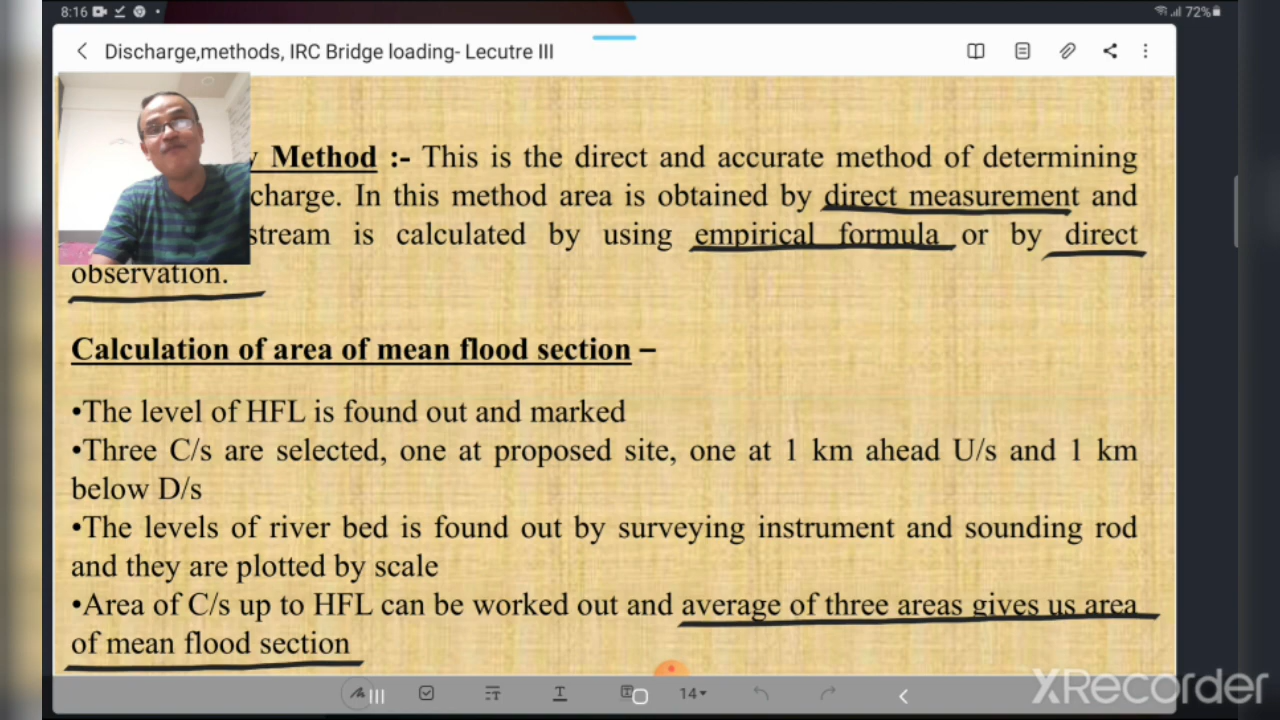 8:16
72%
Discharge,methods, IRC Bridge loading- Lecutre III
Method :- This is the direct and accurate method of determining
charge. In this method area is obtained by direct measurement and
stream is calculated by using empirical formula or by direct
observation.
Calculation of area of mean flood section –
•The level of HFL is found out and marked
•Three C/s are selected, one at proposed site, one at 1 km ahead U/s and 1 km
below D/s
•The levels of river bed is found out by surveying instrument and sounding rod
and they are plotted by scale
•Area of C/s up to HFL can be worked out and average of three areas gives us area
of mean flood section
14
XRecorder